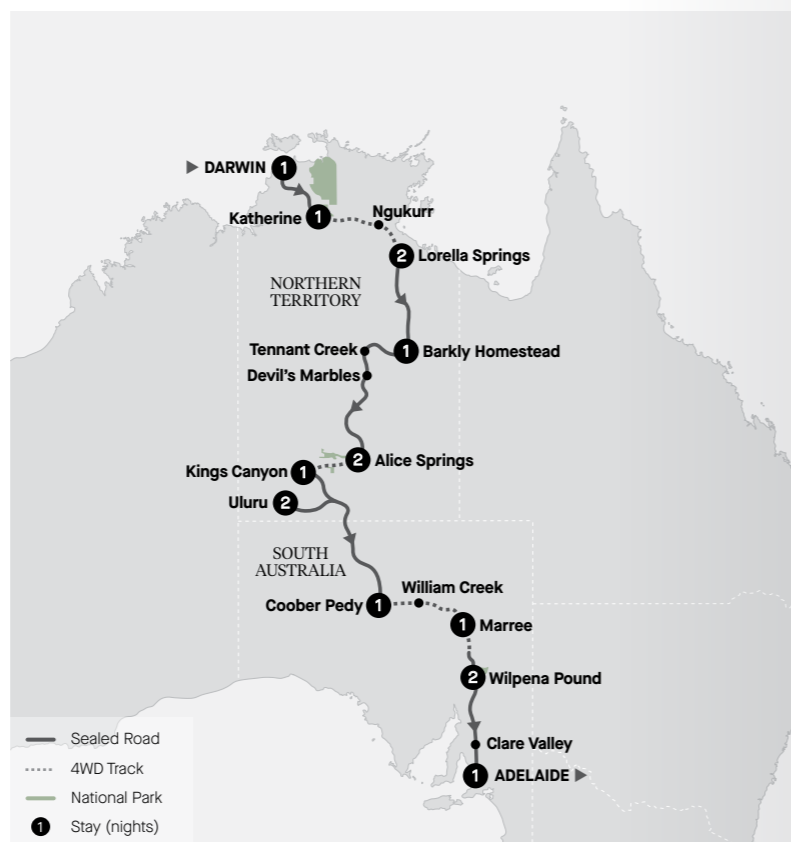 DARWIN 1
Katherine 1
Ngukurr
2 Lorella Springs
NORTHERN
TERRITORY
Tennant Creek
1 Barkly Homestead
Devil's Marbles
2 Alice Springs
Kings Canyon 1
Uluru 2
SOUTH
AUSTRALIA
William Creek
Coober Pedy 1
1 Marree
2 Wilpena Pound
Clare Valley
1 ADELAIDE
Sealed Road
4WD Track
National Park
1 Stay (nights)